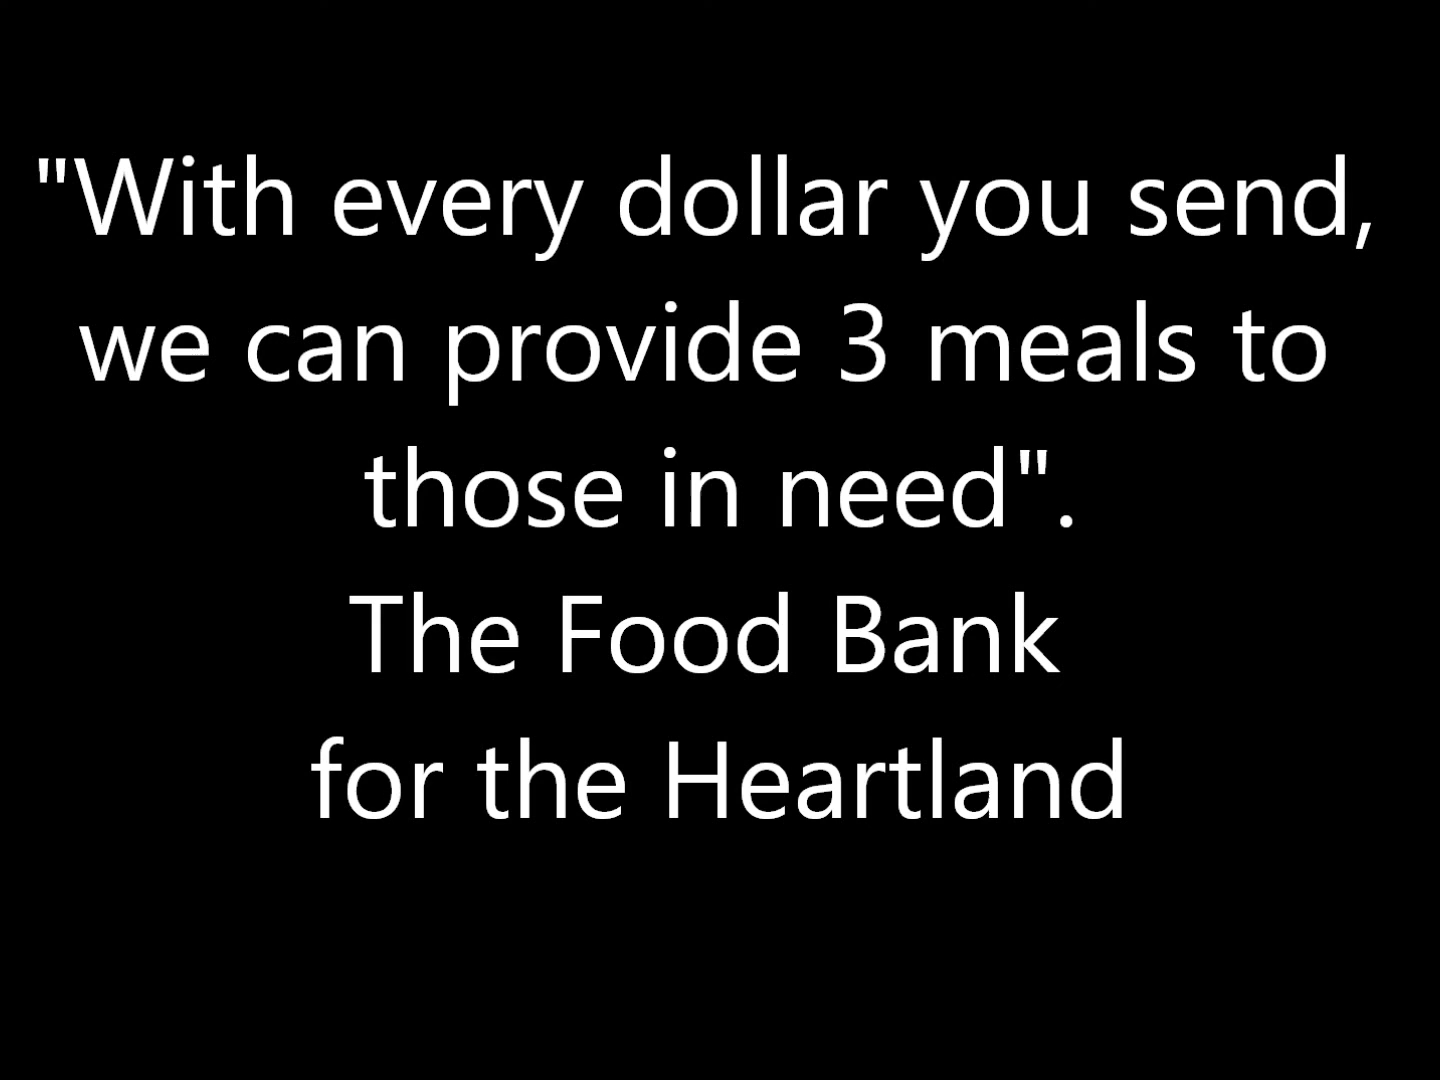 "With every dollar you send,
we can provide 3 meals to
those in need".
The Food Bank
for the Heartland